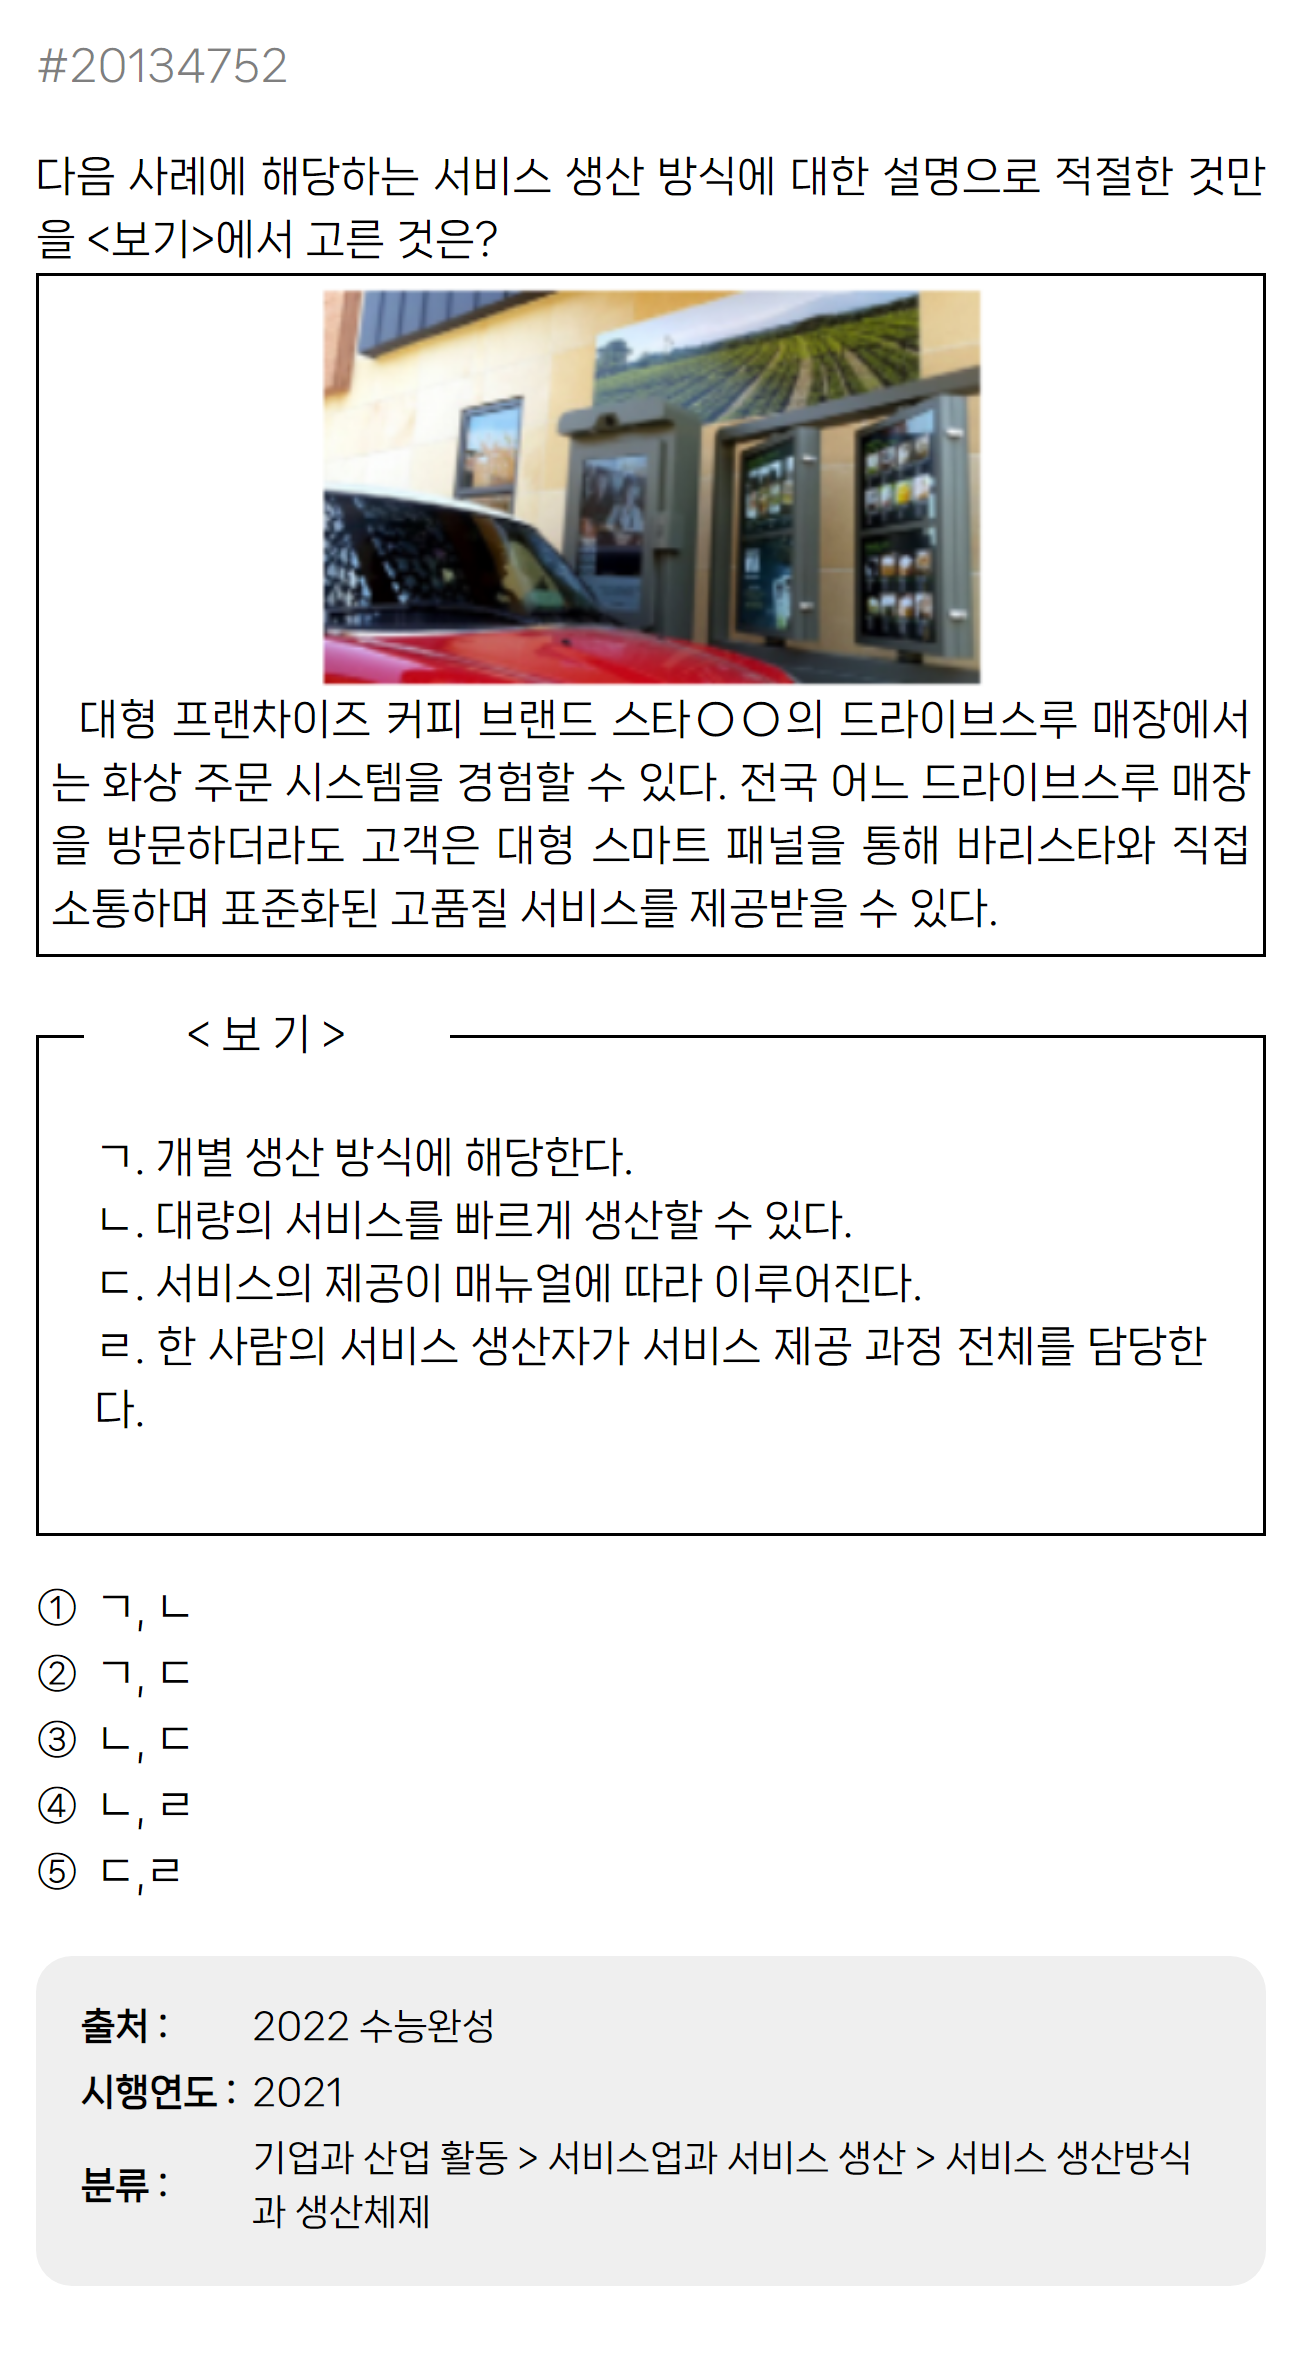 #20134752
다음 사례에 해당하는 서비스 생산 방식에 대한 설명으로 적절한 것만
을 <보기>에서 고른 것은?
대형 프랜차이즈 커피 브랜드 스타○○의 드라이브스루 매장에서
는 화상 주문 시스템을 경험할 수 있다. 전국 어느 드라이브스루 매장
을 방문하더라도 고객은 대형 스마트 패널을 통해 바리스타와 직접
소통하며 표준화된 고품질 서비스를 제공받을 수 있다.
< 보 기 >
ㄱ. 개별 생산 방식에 해당한다.
ㄴ. 대량의 서비스를 빠르게 생산할 수 있다.
ㄷ. 서비스의 제공이 매뉴얼에 따라 이루어진다.
ㄹ. 한 사람의 서비스 생산자가 서비스 제공 과정 전체를 담당한
다.
① ㄱ, ㄴ
② ㄱ, ㄷ
③ ㄴ, ㄷ
④ ㄴ, ㄹ
⑤ ㄷ,ㄹ
출처 : 2022 수능완성
시행연도 : 2021
분류 : 기업과 산업 활동 > 서비스업과 서비스 생산 > 서비스 생산방식
과 생산체제